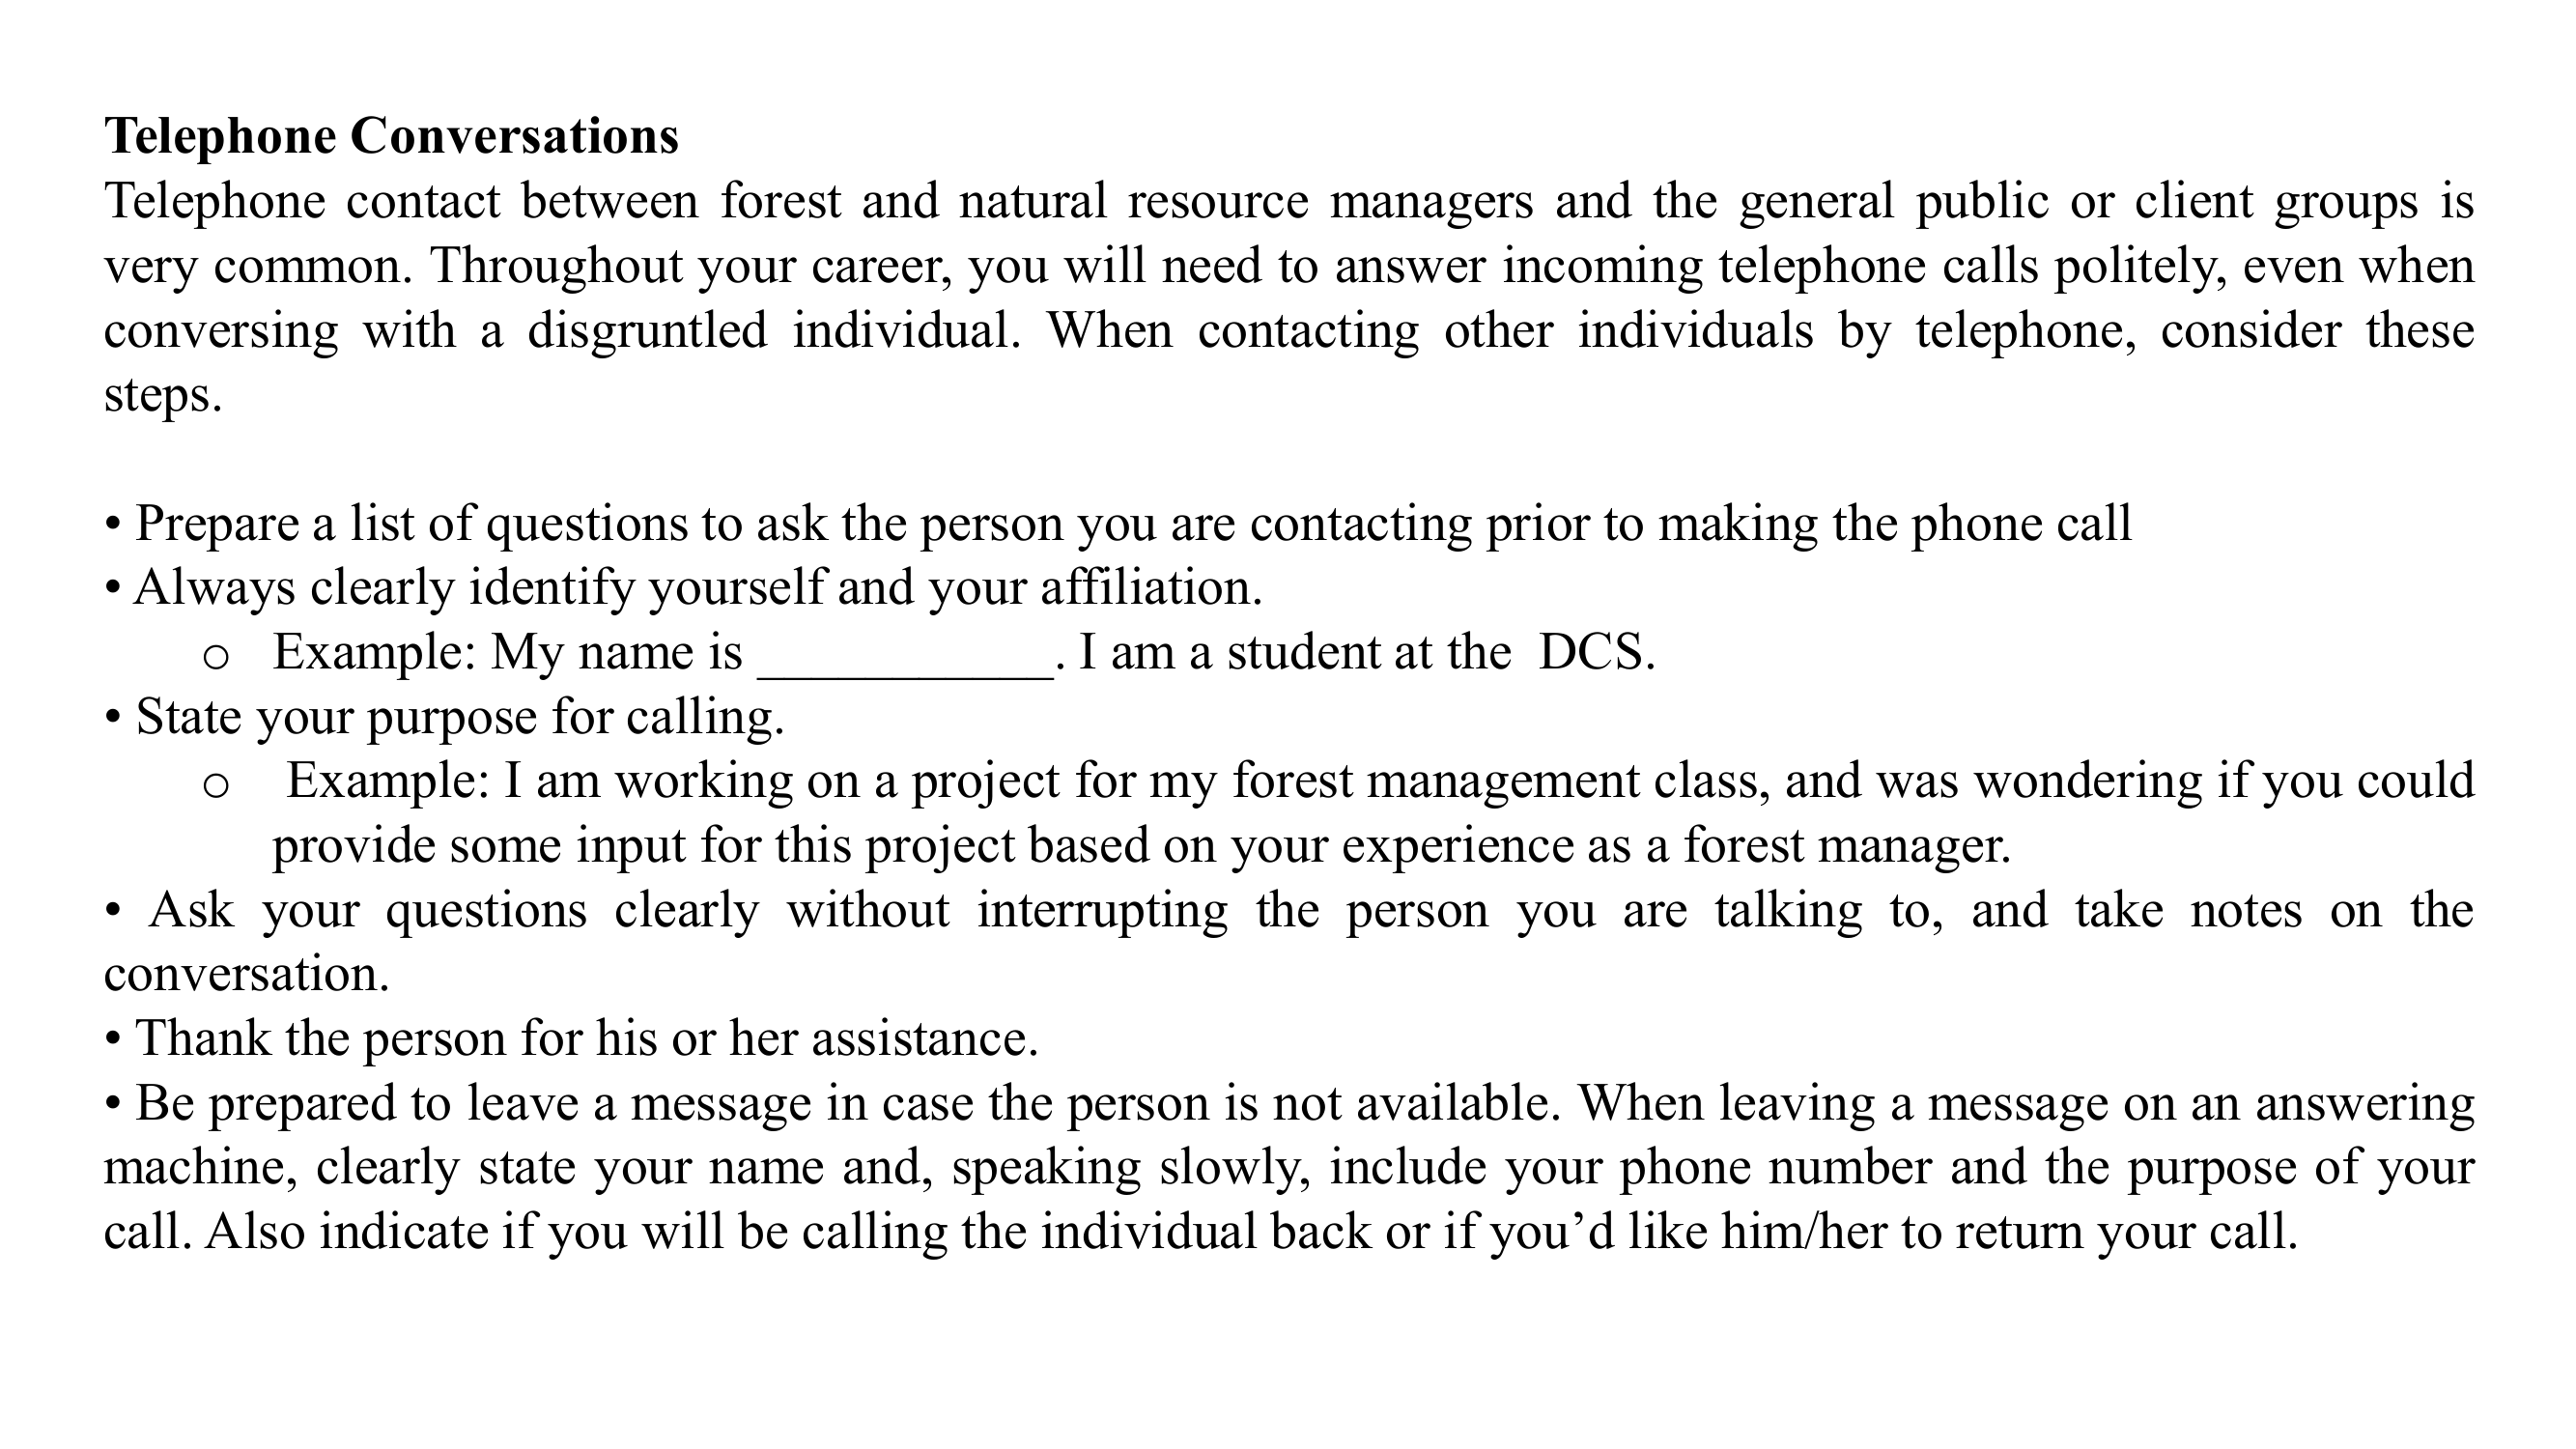 Telephone Conversations
Telephone contact between forest and natural resource managers and the general public or client groups is
very common. Throughout your career, you will need to answer incoming telephone calls politely, even when
conversing with a disgruntled individual. When contacting other individuals by telephone, consider these
steps.
• Prepare a list of questions to ask the person you are contacting prior to making the phone call
• Always clearly identify yourself and your affiliation.
o Example: My name is ___________. I am a student at the  DCS.
• State your purpose for calling.
o Example: I am working on a project for my forest management class, and was wondering if you could
provide some input for this project based on your experience as a forest manager.
• Ask your questions clearly without interrupting the person you are talking to, and take notes on the
conversation.
• Thank the person for his or her assistance.
• Be prepared to leave a message in case the person is not available. When leaving a message on an answering
machine, clearly state your name and, speaking slowly, include your phone number and the purpose of your
call. Also indicate if you will be calling the individual back or if you’d like him/her to return your call.